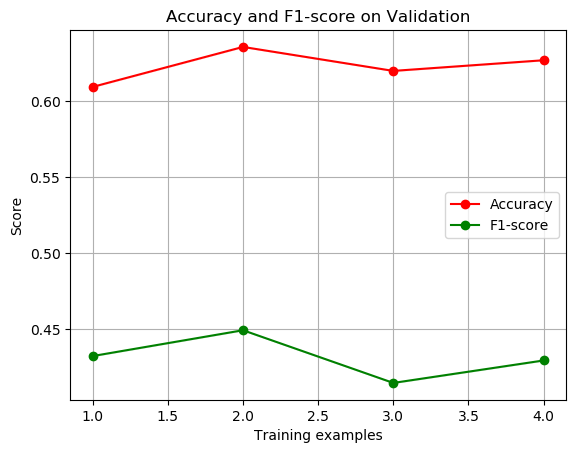 Accuracy and F1-score on Validation
Score
0.60
0.55
0.50
0.45
Accuracy
F1-score
1.0 1.5 2.0 2.5 3.0 3.5 4.0
Training examples